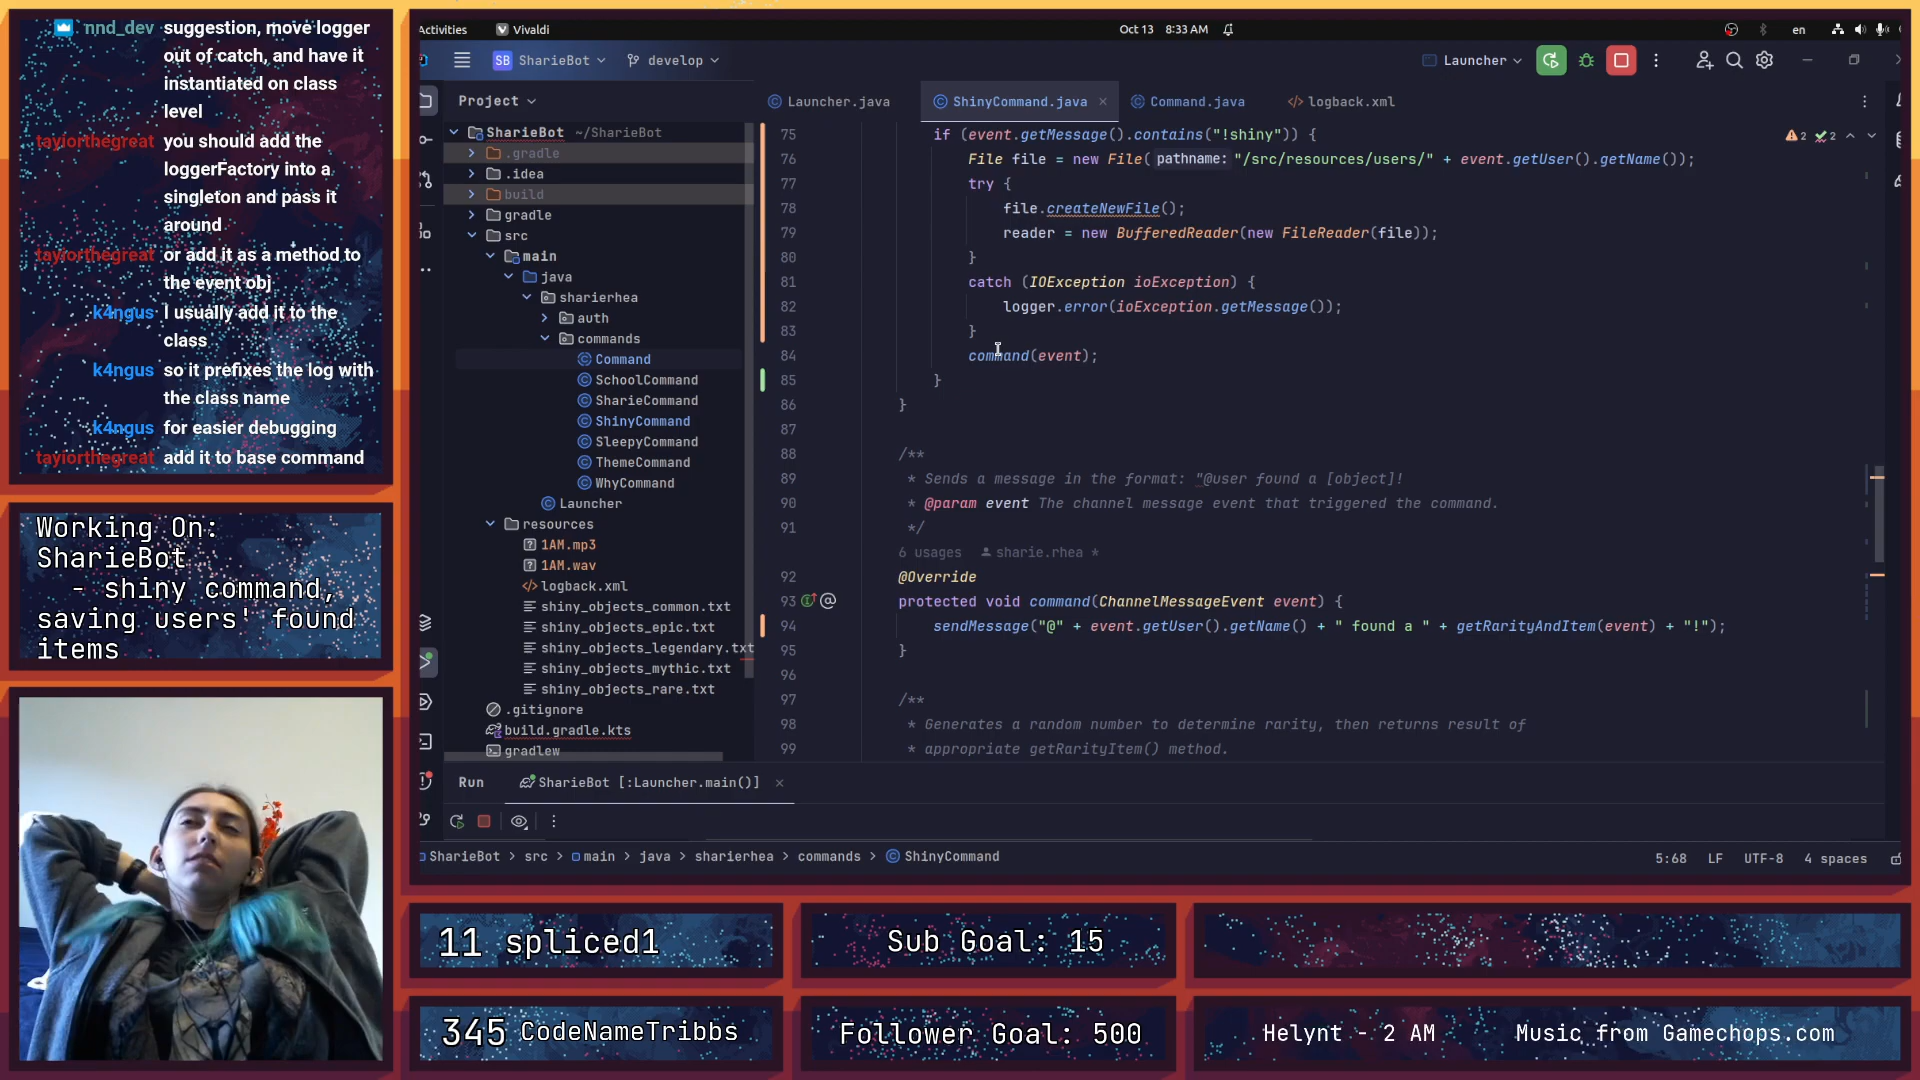 nnd_dev suggestion, move logger
out of catch, and have it
instantiated on class
level
taylorthegreat you should add the
loggerFactory into a
singleton and pass it
around
taylorthegreat or add it as a method to
the event obj
k4ngus I usually add it to the
class
k4ngus so it prefixes the log with
the class name
k4ngus for easier debugging
taylorthegreat add it to base command
Working On:
SharieBot
- shiny command,
saving users' found
items
Activities Vivaldi Oct 13 8:33 AM en
SB SharieBot develop Launcher
Project Launcher.java ShinyCommand.java Command.java logback.xml
SharieBot ~/SharieBot
.gradle
.idea
build
gradle
src
main
java
sharierhea
auth
commands
Command
SchoolCommand
SharieCommand
ShinyCommand
SleepyCommand
ThemeCommand
WhyCommand
Launcher
resources
1AM.mp3
1AM.wav
logback.xml
shiny_objects_common.txt
shiny_objects_epic.txt
shiny_objects_legendary.txt
shiny_objects_mythic.txt
shiny_objects_rare.txt
.gitignore
build.gradle.kts
gradlew
2 2
75 if (event.getMessage().contains("!shiny")) {
76 File file = new File( pathname: "/src/resources/users/" + event.getUser().getName());
77 try {
78 file.createNewFile();
79 reader = new BufferedReader(new FileReader(file));
80 }
81 catch (IOException ioException) {
82 logger.error(ioException.getMessage());
83 }
84 command(event);
85 }
86 }
87
88 /**
89 * Sends a message in the format: "@user found a [object]!
90 * @param event The channel message event that triggered the command.
91 */
6 usages sharie.rhea *
92 @Override
93 protected void command(ChannelMessageEvent event) {
94 sendMessage("@" + event.getUser().getName() + " found a " + getRarityAndItem(event) + "!");
95 }
96
97 /**
98 * Generates a random number to determine rarity, then returns result of
99 * appropriate getRarityItem() method.
Run SharieBot [:Launcher.main()]
SharieBot > src > main > java > sharierhea > commands > ShinyCommand 5:68 LF UTF-8 4 spaces
11 spliced1
Sub Goal: 15
345 CodeNameTribbs
Follower Goal: 500
Helynt - 2 AM Music from Gamechops.com